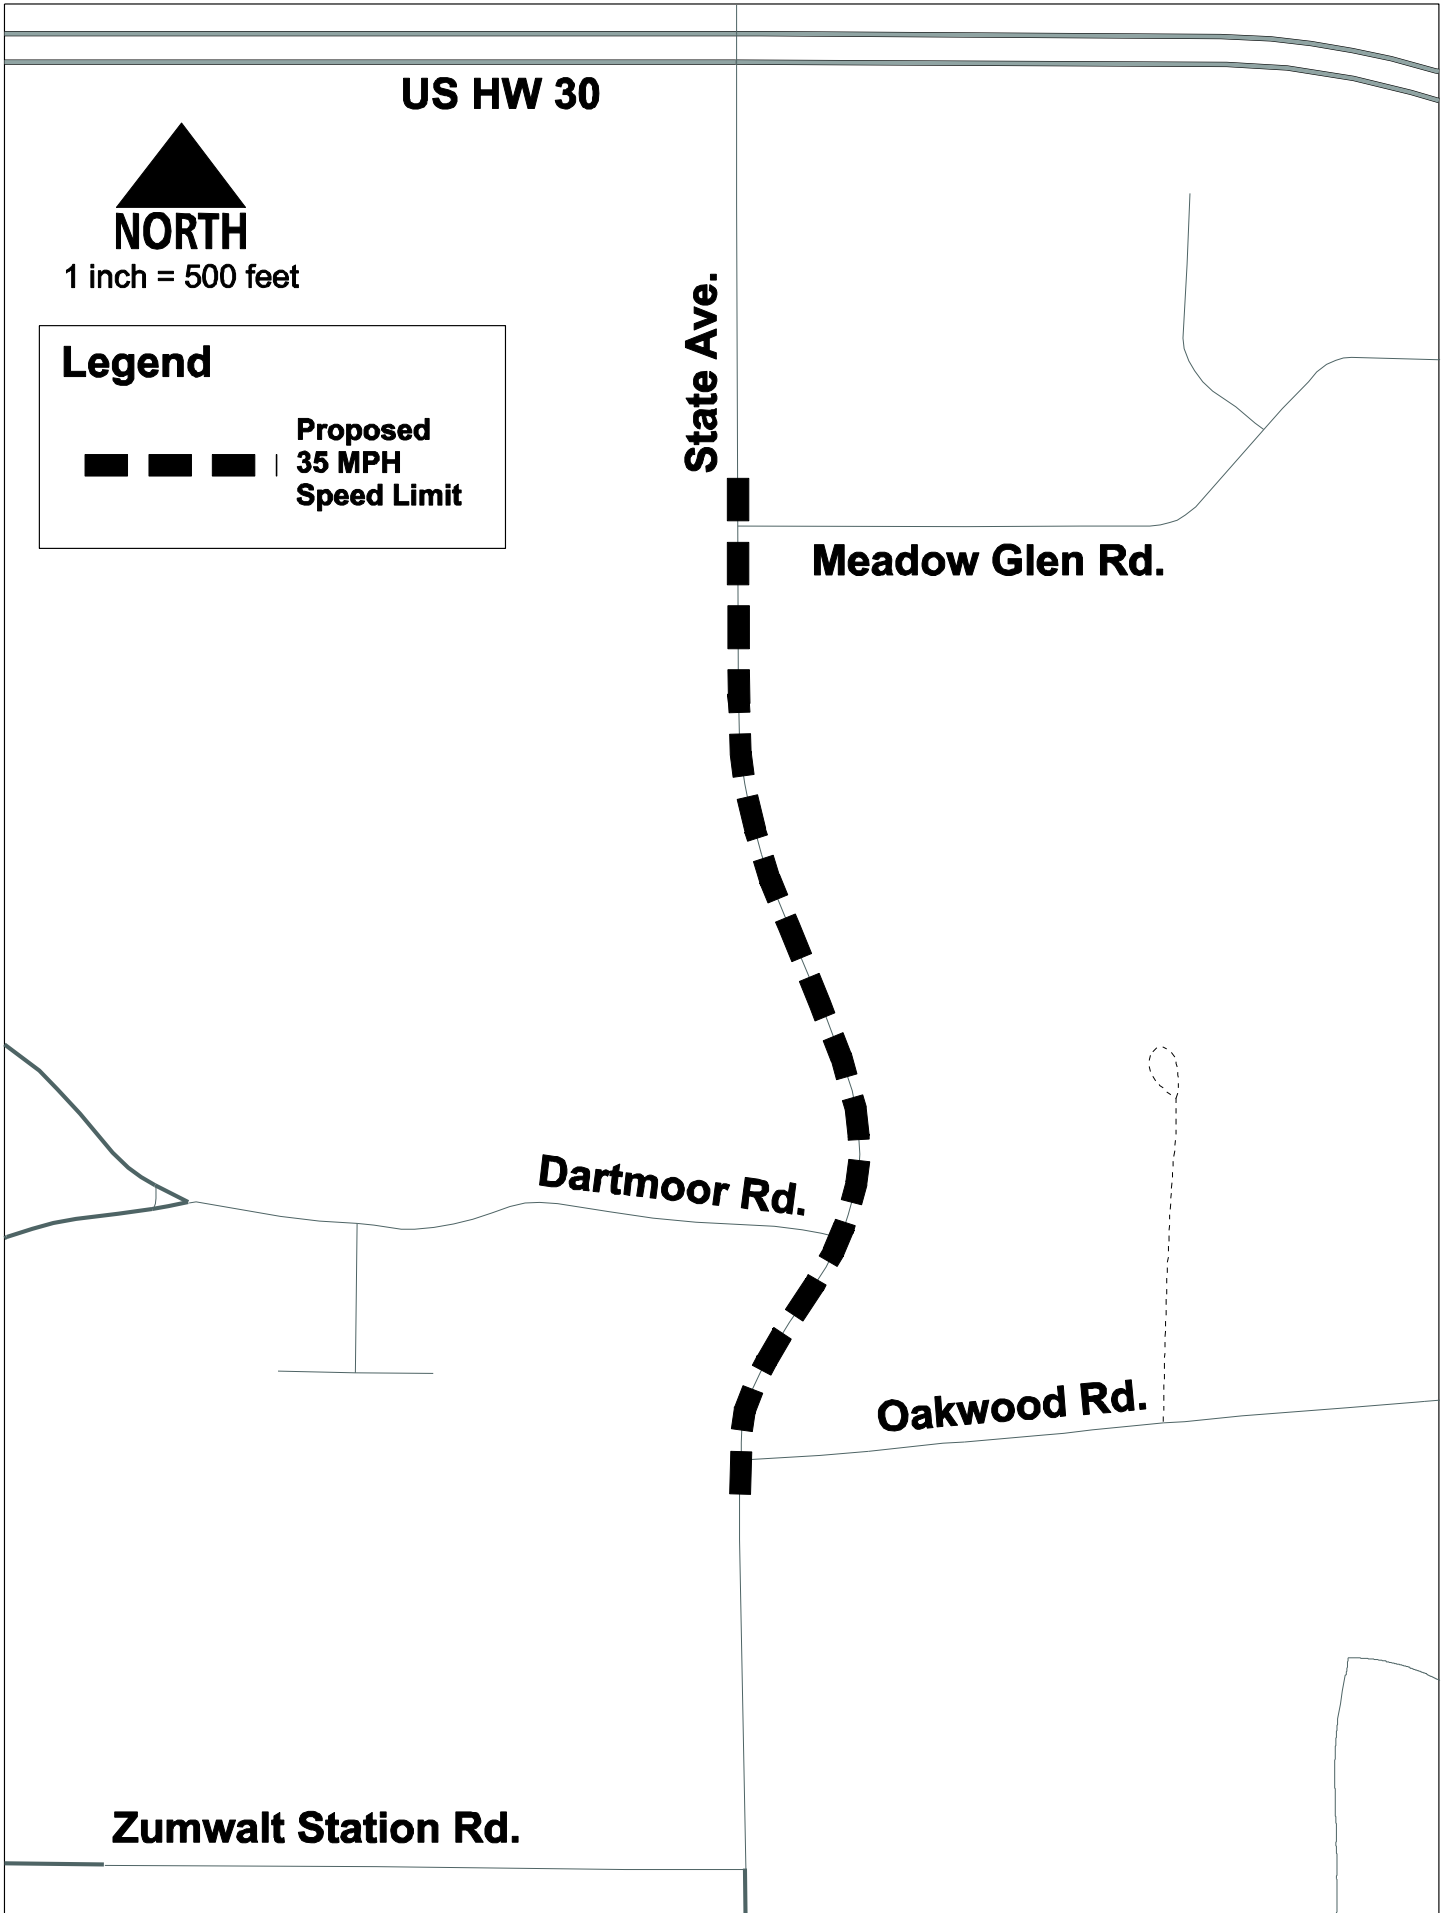 US HW 30
NORTH
1 inch = 500 feet
State Ave.
Legend
Proposed
35 MPH
Speed Limit
Meadow Glen Rd.
Dartmoor Rd.
Oakwood Rd.
Zumwalt Station Rd.